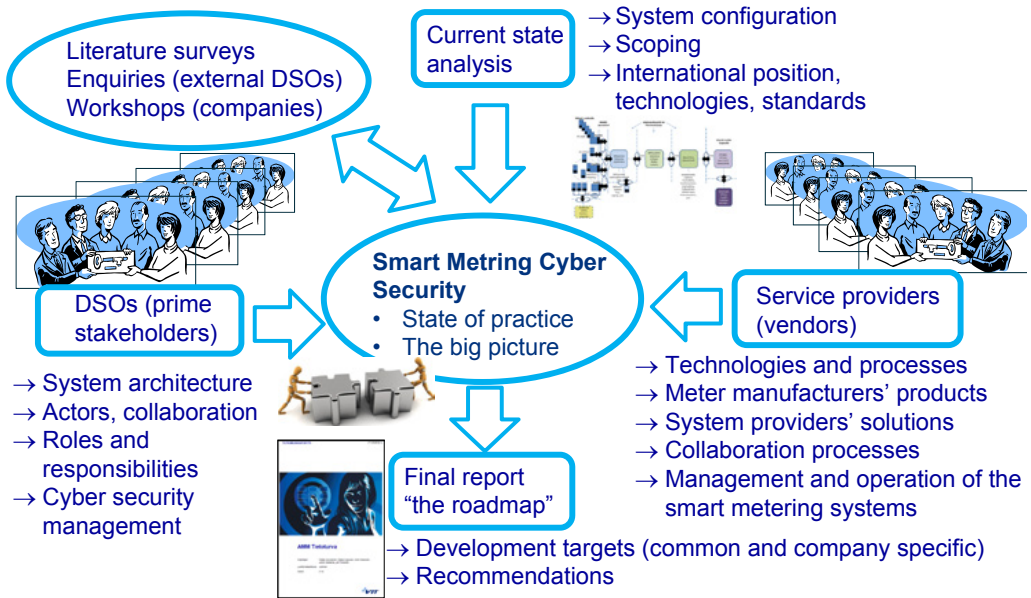 Literature surveys
Enquiries (external DSOs)
Workshops (companies)
Current state
analysis
→ System configuration
→ Scoping
→ International position,
technologies, standards
Smart Metring Cyber
Security
• State of practice
• The big picture
DSOs (prime
stakeholders)
→ System architecture
→ Actors, collaboration
→ Roles and
responsibilities
→ Cyber security
management
Service providers
(vendors)
→ Technologies and processes
→ Meter manufacturers’ products
→ System providers’ solutions
→ Collaboration processes
→ Management and operation of the
smart metering systems
Final report
“the roadmap”
→ Development targets (common and company specific)
→ Recommendations
Tietoturva